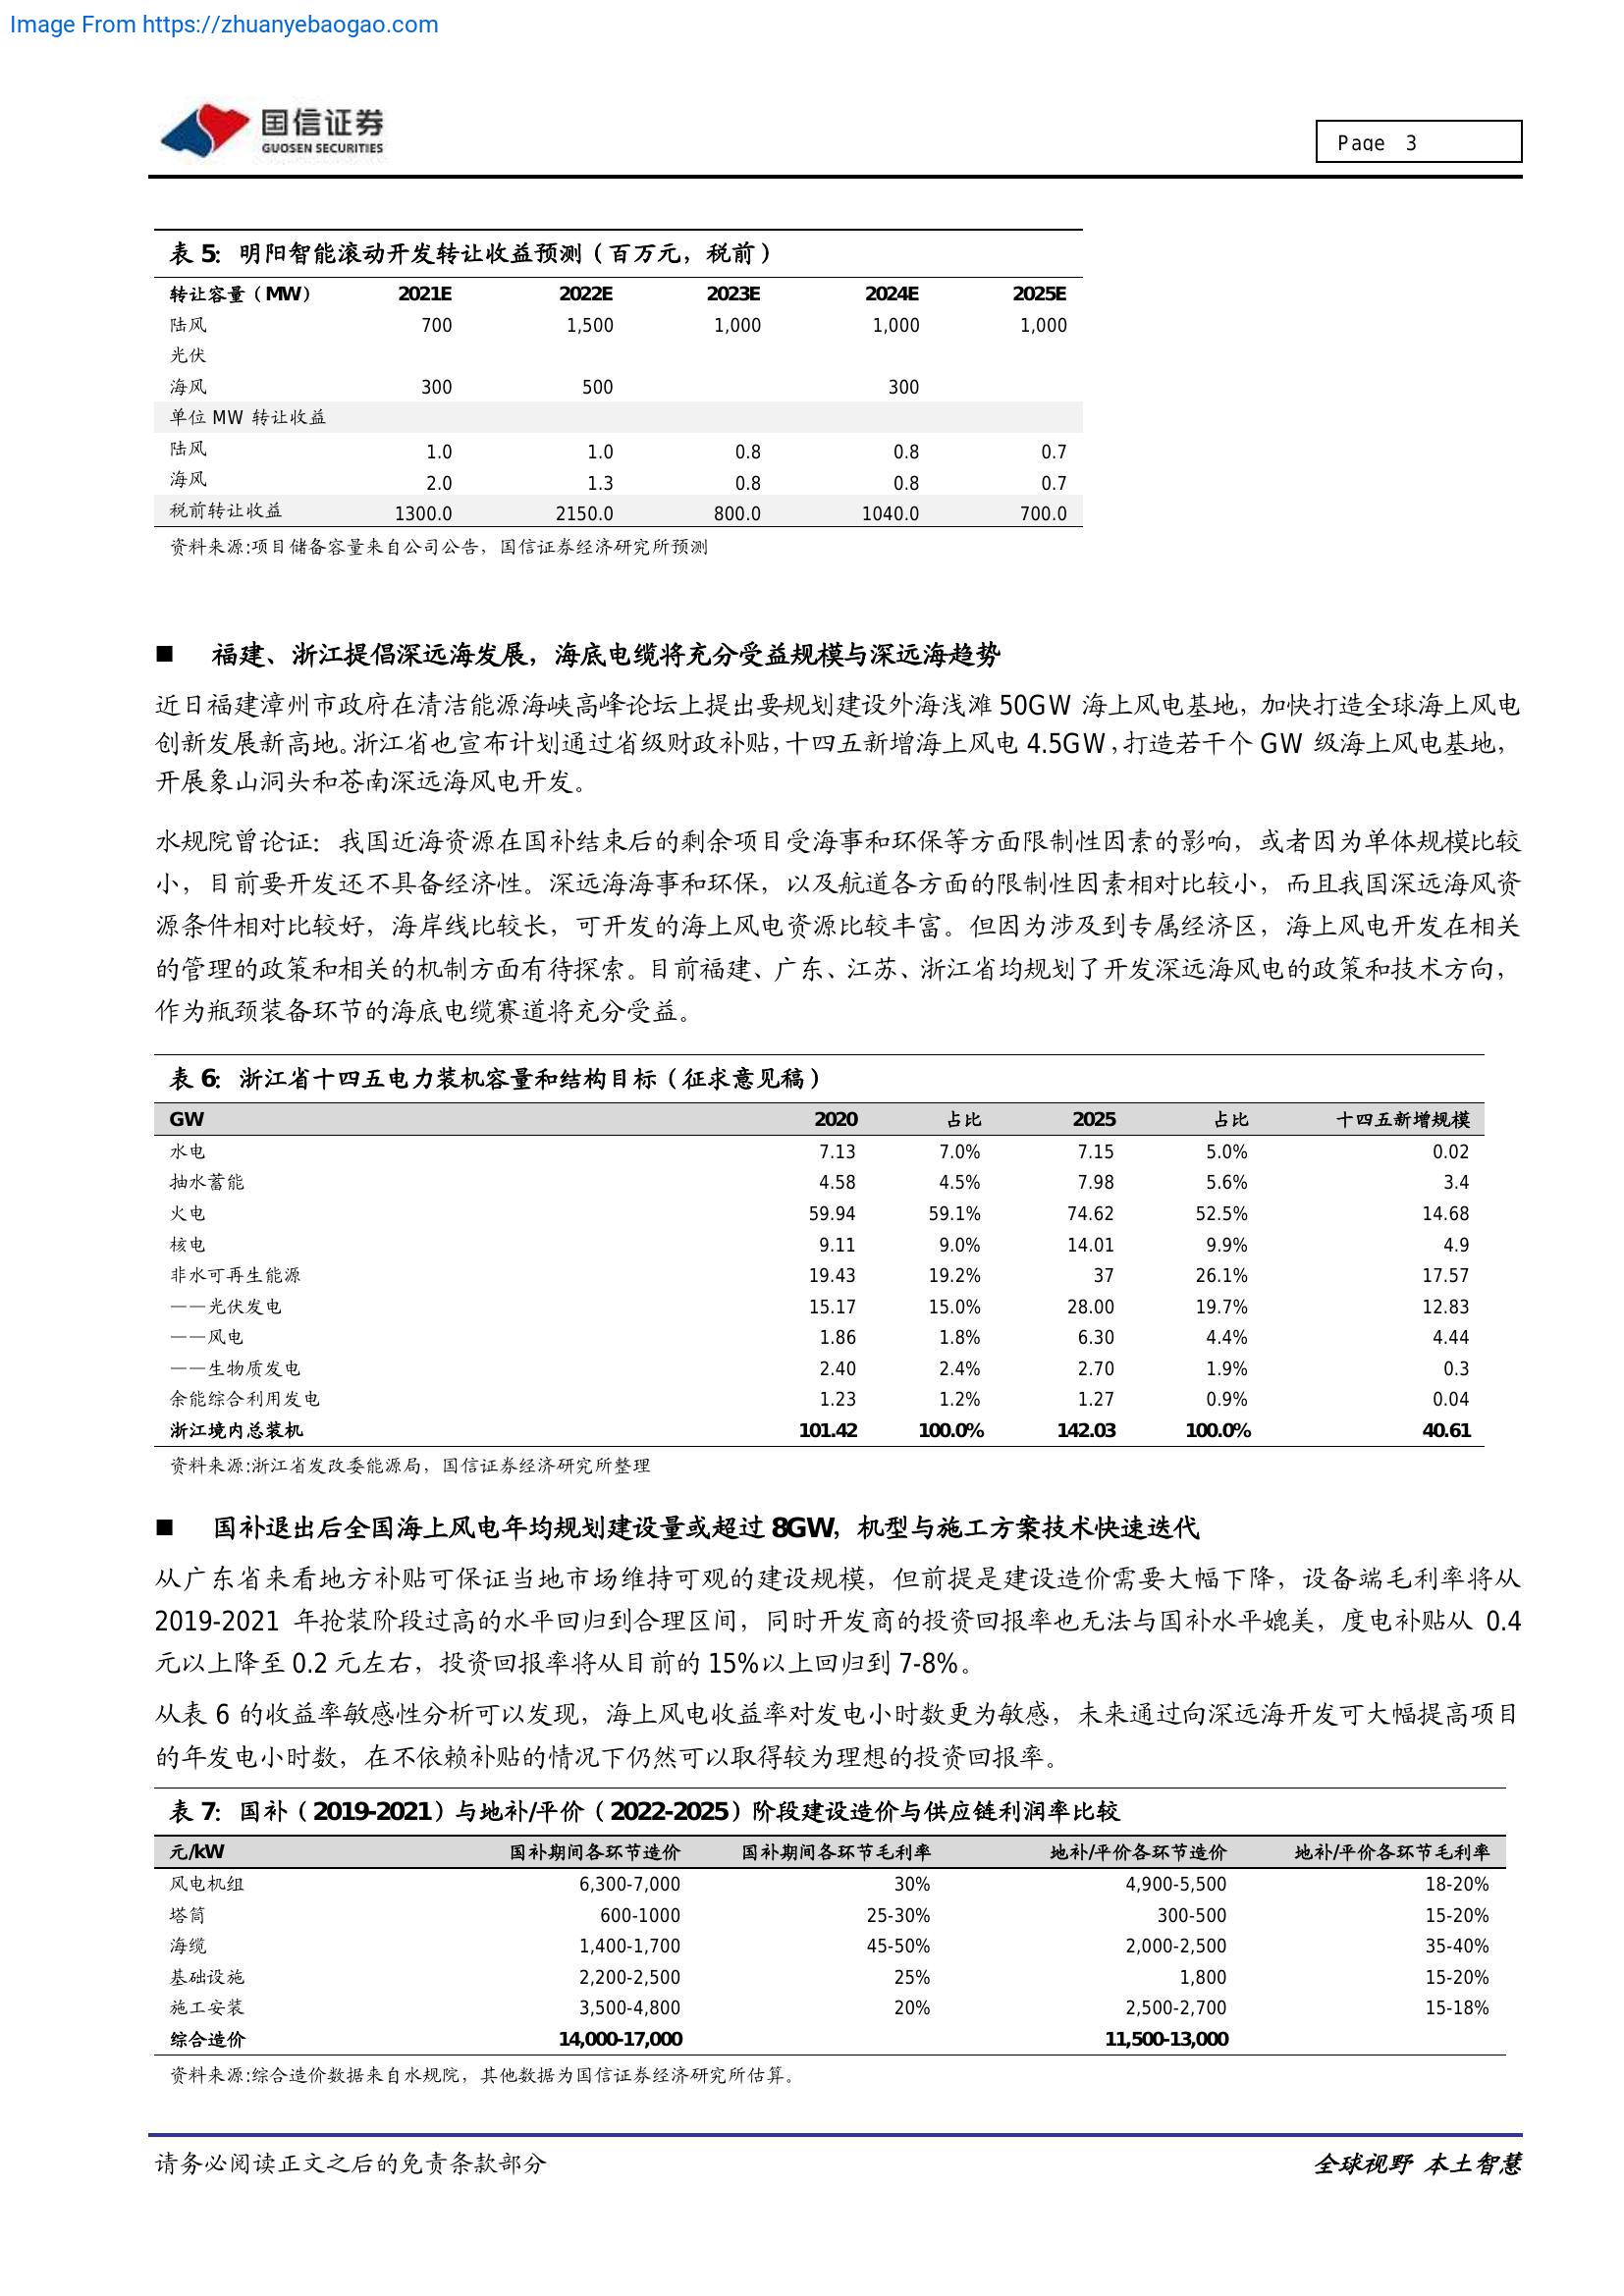 Image From https://zhuanyebaogao.com
国信证券
GUOSEN SECURITIES
Page 3
表 5：明阳智能滚动开发转让收益预测（百万元，税前）
转让容量（MW） 2021E 2022E 2023E 2024E 2025E
陆风 700 1,500 1,000 1,000 1,000
光伏
海风 300 500 300
单位 MW 转让收益
陆风 1.0 1.0 0.8 0.8 0.7
海风 2.0 1.3 0.8 0.8 0.7
税前转让收益 1300.0 2150.0 800.0 1040.0 700.0
资料来源:项目储备容量来自公司公告，国信证券经济研究所预测
■ 福建、浙江提倡深远海发展，海底电缆将充分受益规模与深远海趋势
近日福建漳州市政府在清洁能源海峡高峰论坛上提出要规划建设外海浅滩 50GW 海上风电基地，加快打造全球海上风电
创新发展新高地。浙江省也宣布计划通过省级财政补贴，十四五新增海上风电 4.5GW，打造若干个 GW 级海上风电基地，
开展象山洞头和苍南深远海风电开发。
水规院曾论证：我国近海资源在国补结束后的剩余项目受海事和环保等方面限制性因素的影响，或者因为单体规模比较
小，目前要开发还不具备经济性。深远海海事和环保，以及航道各方面的限制性因素相对比较小，而且我国深远海风资
源条件相对比较好，海岸线比较长，可开发的海上风电资源比较丰富。但因为涉及到专属经济区，海上风电开发在相关
的管理的政策和相关的机制方面有待探索。目前福建、广东、江苏、浙江省均规划了开发深远海风电的政策和技术方向，
作为瓶颈装备环节的海底电缆赛道将充分受益。
表 6：浙江省十四五电力装机容量和结构目标（征求意见稿）
GW 2020 占比 2025 占比 十四五新增规模
水电 7.13 7.0% 7.15 5.0% 0.02
抽水蓄能 4.58 4.5% 7.98 5.6% 3.4
火电 59.94 59.1% 74.62 52.5% 14.68
核电 9.11 9.0% 14.01 9.9% 4.9
非水可再生能源 19.43 19.2% 37 26.1% 17.57
——光伏发电 15.17 15.0% 28.00 19.7% 12.83
——风电 1.86 1.8% 6.30 4.4% 4.44
——生物质发电 2.40 2.4% 2.70 1.9% 0.3
余能综合利用发电 1.23 1.2% 1.27 0.9% 0.04
浙江境内总装机 101.42 100.0% 142.03 100.0% 40.61
资料来源:浙江省发改委能源局，国信证券经济研究所整理
■ 国补退出后全国海上风电年均规划建设量或超过 8GW，机型与施工方案技术快速迭代
从广东省来看地方补贴可保证当地市场维持可观的建设规模，但前提是建设造价需要大幅下降，设备端毛利率将从
2019-2021 年抢装阶段过高的水平回归到合理区间，同时开发商的投资回报率也无法与国补水平媲美，度电补贴从 0.4
元以上降至 0.2 元左右，投资回报率将从目前的 15%以上回归到 7-8%。
从表 6 的收益率敏感性分析可以发现，海上风电收益率对发电小时数更为敏感，未来通过向深远海开发可大幅提高项目
的年发电小时数，在不依赖补贴的情况下仍然可以取得较为理想的投资回报率。
表 7：国补（2019-2021）与地补/平价（2022-2025）阶段建设造价与供应链利润率比较
元/kW 国补期间各环节造价 国补期间各环节毛利率 地补/平价各环节造价 地补/平价各环节毛利率
风电机组 6,300-7,000 30% 4,900-5,500 18-20%
塔筒 600-1000 25-30% 300-500 15-20%
海缆 1,400-1,700 45-50% 2,000-2,500 35-40%
基础设施 2,200-2,500 25% 1,800 15-20%
施工安装 3,500-4,800 20% 2,500-2,700 15-18%
综合造价 14,000-17,000 11,500-13,000
资料来源:综合造价数据来自水规院，其他数据为国信证券经济研究所估算。
请务必阅读正文之后的免责条款部分 全球视野 本土智慧